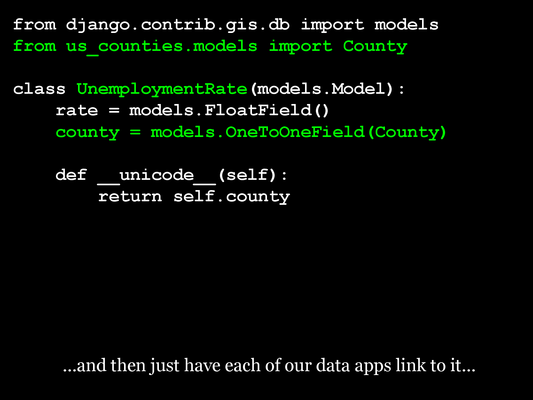 from django.contrib.gis.db import models
from us_counties.models import County
class UnemploymentRate(models.Model):
    rate = models.FloatField()
    county = models.OneToOneField(County)
    def __unicode__(self):
        return self.county
...and then just have each of our data apps link to it...